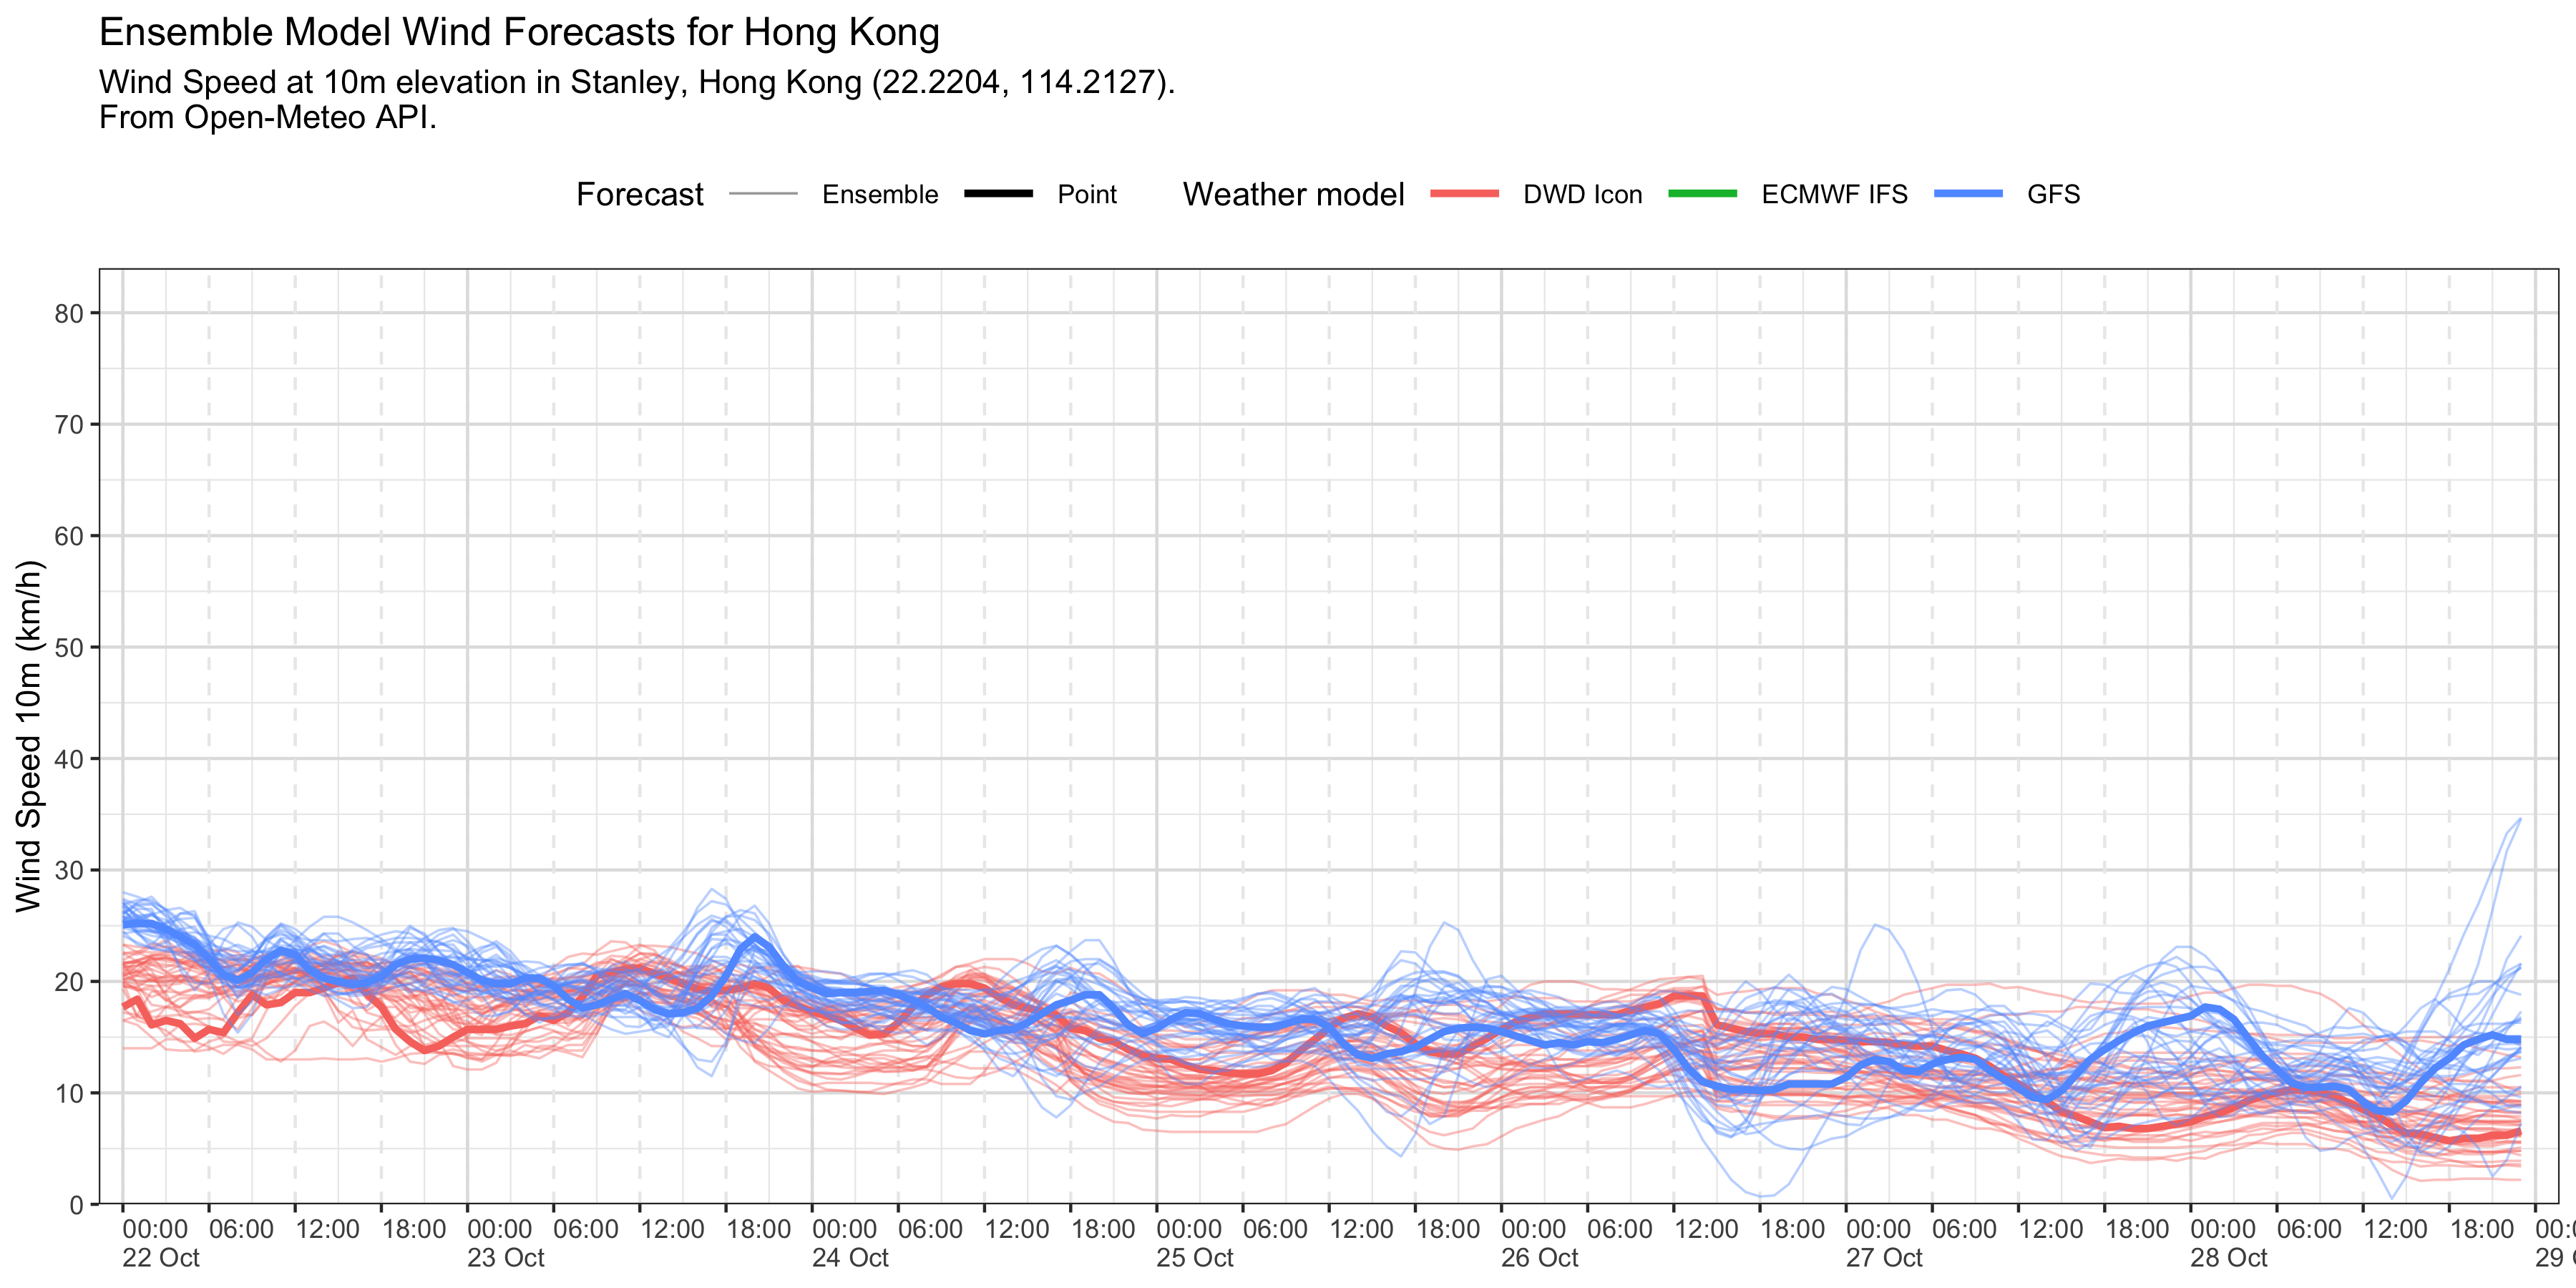 Ensemble Model Wind Forecasts for Hong Kong
Wind Speed at 10m elevation in Stanley, Hong Kong (22.2204, 114.2127).
From Open-Meteo API.
Forecast Ensemble Point Weather model DWD Icon ECMWF IFS GFS
Wind Speed 10m (km/h)
80
70
60
50
40
30
20
10
0
00:00 06:00 12:00 18:00 00:00 06:00 12:00 18:00 00:00 06:00 12:00 18:00 00:00 06:00 12:00 18:00 00:00 06:00 12:00 18:00 00:00 06:00 12:00 18:00 00:00 06:00 12:00 18:00 00:0
22 Oct 23 Oct 24 Oct 25 Oct 26 Oct 27 Oct 28 Oct 29